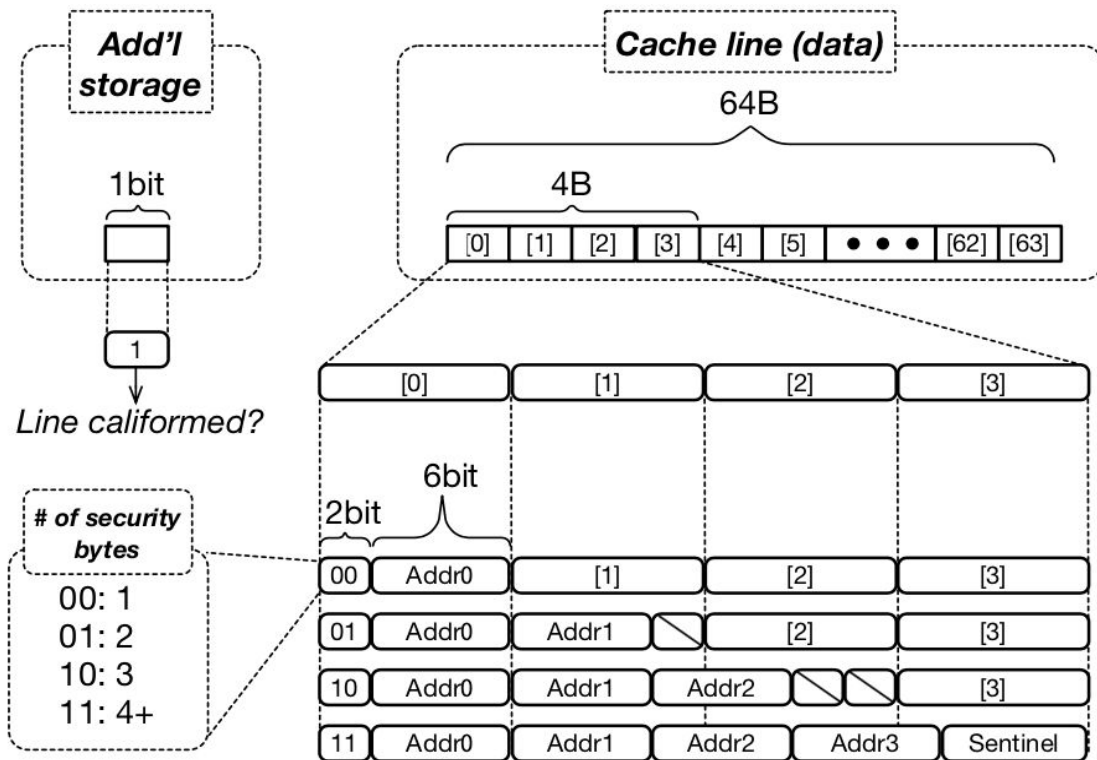 Add'l
storage
1bit
1
Line califormed?
Cache line (data)
64B
4B
[0] [1] [2] [3] [4] [5] • • • [62] [63]
[0] [1] [2] [3]
# of security
bytes
00: 1
01: 2
10: 3
11: 4+
2bit 6bit
00 Addr0 [1] [2] [3]
01 Addr0 Addr1 [2] [3]
10 Addr0 Addr1 Addr2 [3]
11 Addr0 Addr1 Addr2 Addr3 Sentinel